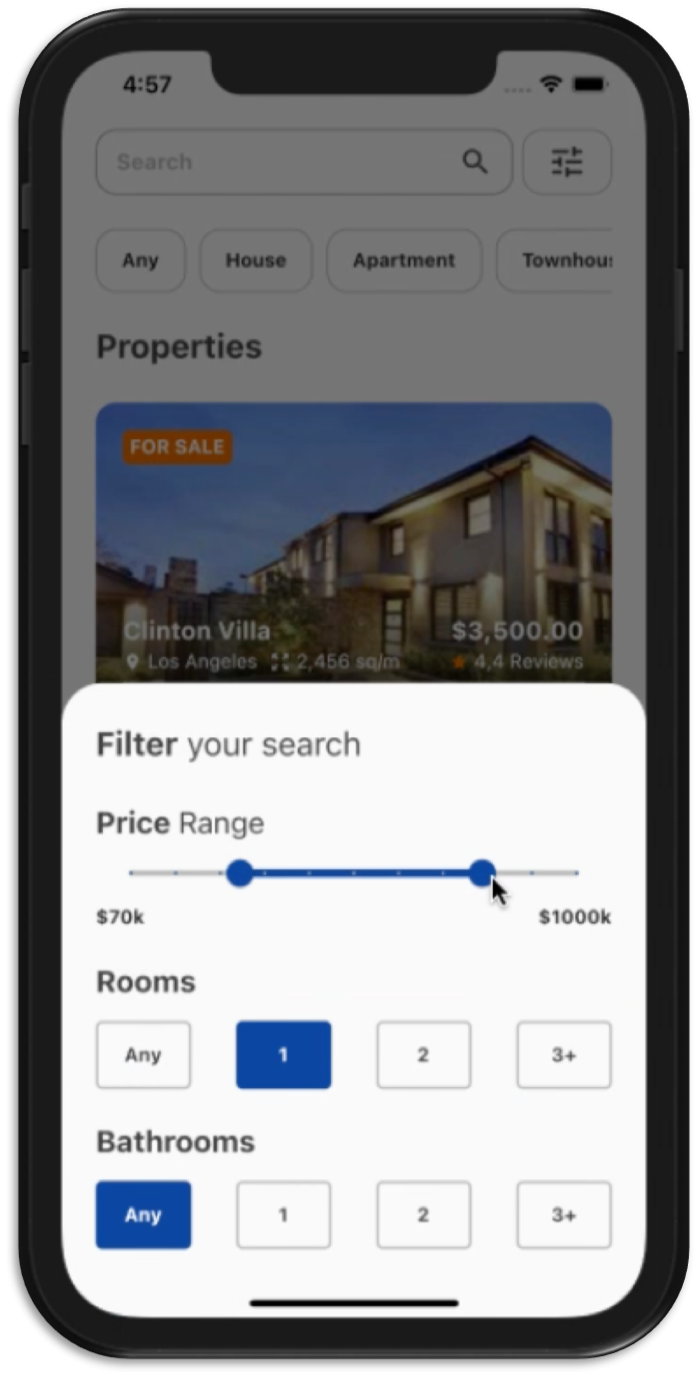 4:57
Search
Any House Apartment Townhous
Properties
FOR SALE
Clinton Villa $3,500.00
Los Angeles 2,456 sq/m 4,4 Reviews
Filter your search
Price Range
$70k $1000k
Rooms
Any 1 2 3+
Bathrooms
Any 1 2 3+